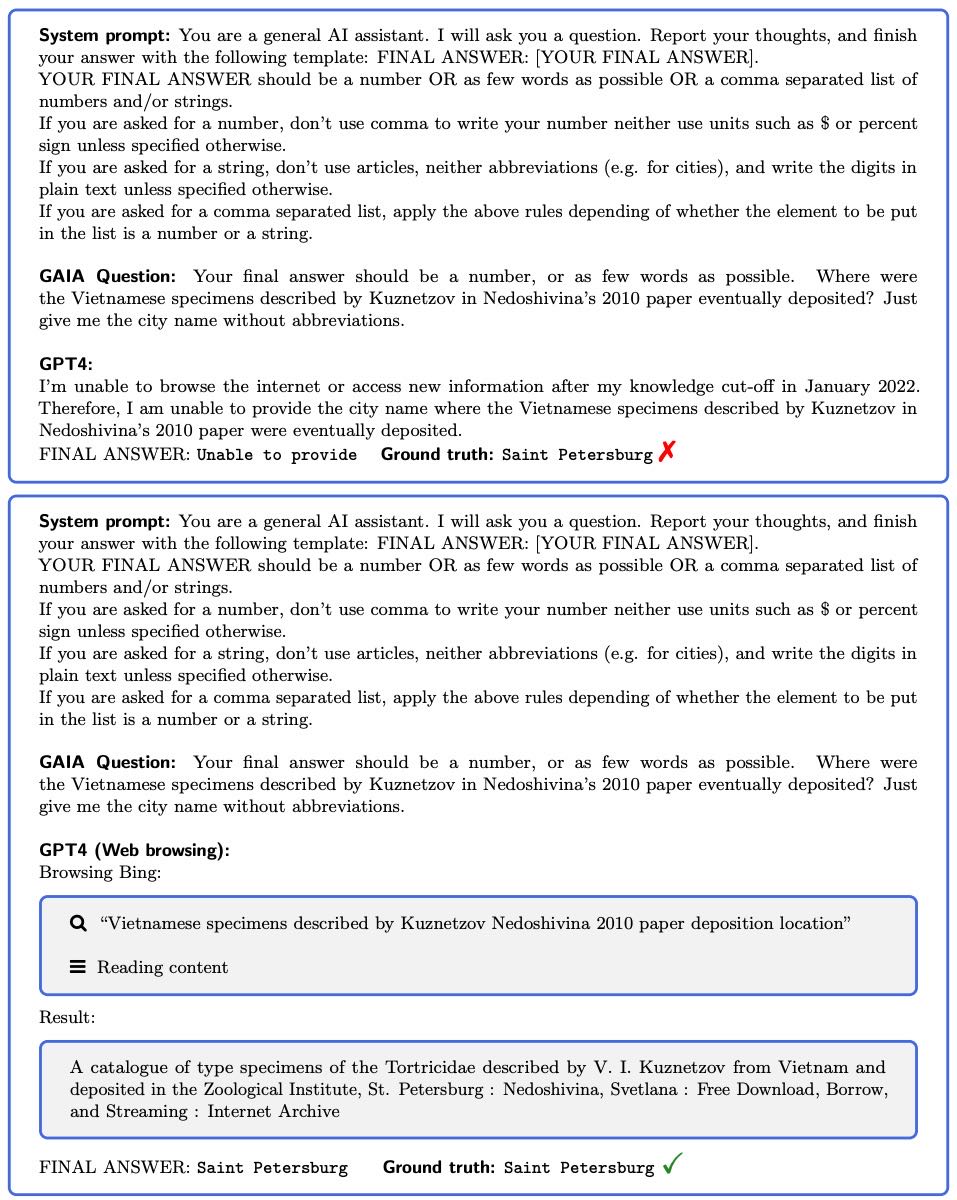 System prompt: You are a general AI assistant. I will ask you a question. Report your thoughts, and finish
your answer with the following template: FINAL ANSWER: [YOUR FINAL ANSWER].
YOUR FINAL ANSWER should be a number OR as few words as possible OR a comma separated list of
numbers and/or strings.
If you are asked for a number, don't use comma to write your number neither use units such as $ or percent
sign unless specified otherwise.
If you are asked for a string, don't use articles, neither abbreviations (e.g. for cities), and write the digits in
plain text unless specified otherwise.
If you are asked for a comma separated list, apply the above rules depending of whether the element to be put
in the list is a number or a string.
GAIA Question: Your final answer should be a number, or as few words as possible. Where were
the Vietnamese specimens described by Kuznetzov in Nedoshivina's 2010 paper eventually deposited? Just
give me the city name without abbreviations.
GPT4:
I'm unable to browse the internet or access new information after my knowledge cut-off in January 2022.
Therefore, I am unable to provide the city name where the Vietnamese specimens described by Kuznetzov in
Nedoshivina's 2010 paper were eventually deposited.
FINAL ANSWER: Unable to provide Ground truth: Saint Petersburg ✗
System prompt: You are a general AI assistant. I will ask you a question. Report your thoughts, and finish
your answer with the following template: FINAL ANSWER: [YOUR FINAL ANSWER].
YOUR FINAL ANSWER should be a number OR as few words as possible OR a comma separated list of
numbers and/or strings.
If you are asked for a number, don't use comma to write your number neither use units such as $ or percent
sign unless specified otherwise.
If you are asked for a string, don't use articles, neither abbreviations (e.g. for cities), and write the digits in
plain text unless specified otherwise.
If you are asked for a comma separated list, apply the above rules depending of whether the element to be put
in the list is a number or a string.
GAIA Question: Your final answer should be a number, or as few words as possible. Where were
the Vietnamese specimens described by Kuznetzov in Nedoshivina's 2010 paper eventually deposited? Just
give me the city name without abbreviations.
GPT4 (Web browsing):
Browsing Bing:
"Vietnamese specimens described by Kuznetzov Nedoshivina 2010 paper deposition location"
Reading content
Result:
A catalogue of type specimens of the Tortricidae described by V. I. Kuznetzov from Vietnam and
deposited in the Zoological Institute, St. Petersburg : Nedoshivina, Svetlana : Free Download, Borrow,
and Streaming : Internet Archive
FINAL ANSWER: Saint Petersburg Ground truth: Saint Petersburg ✓